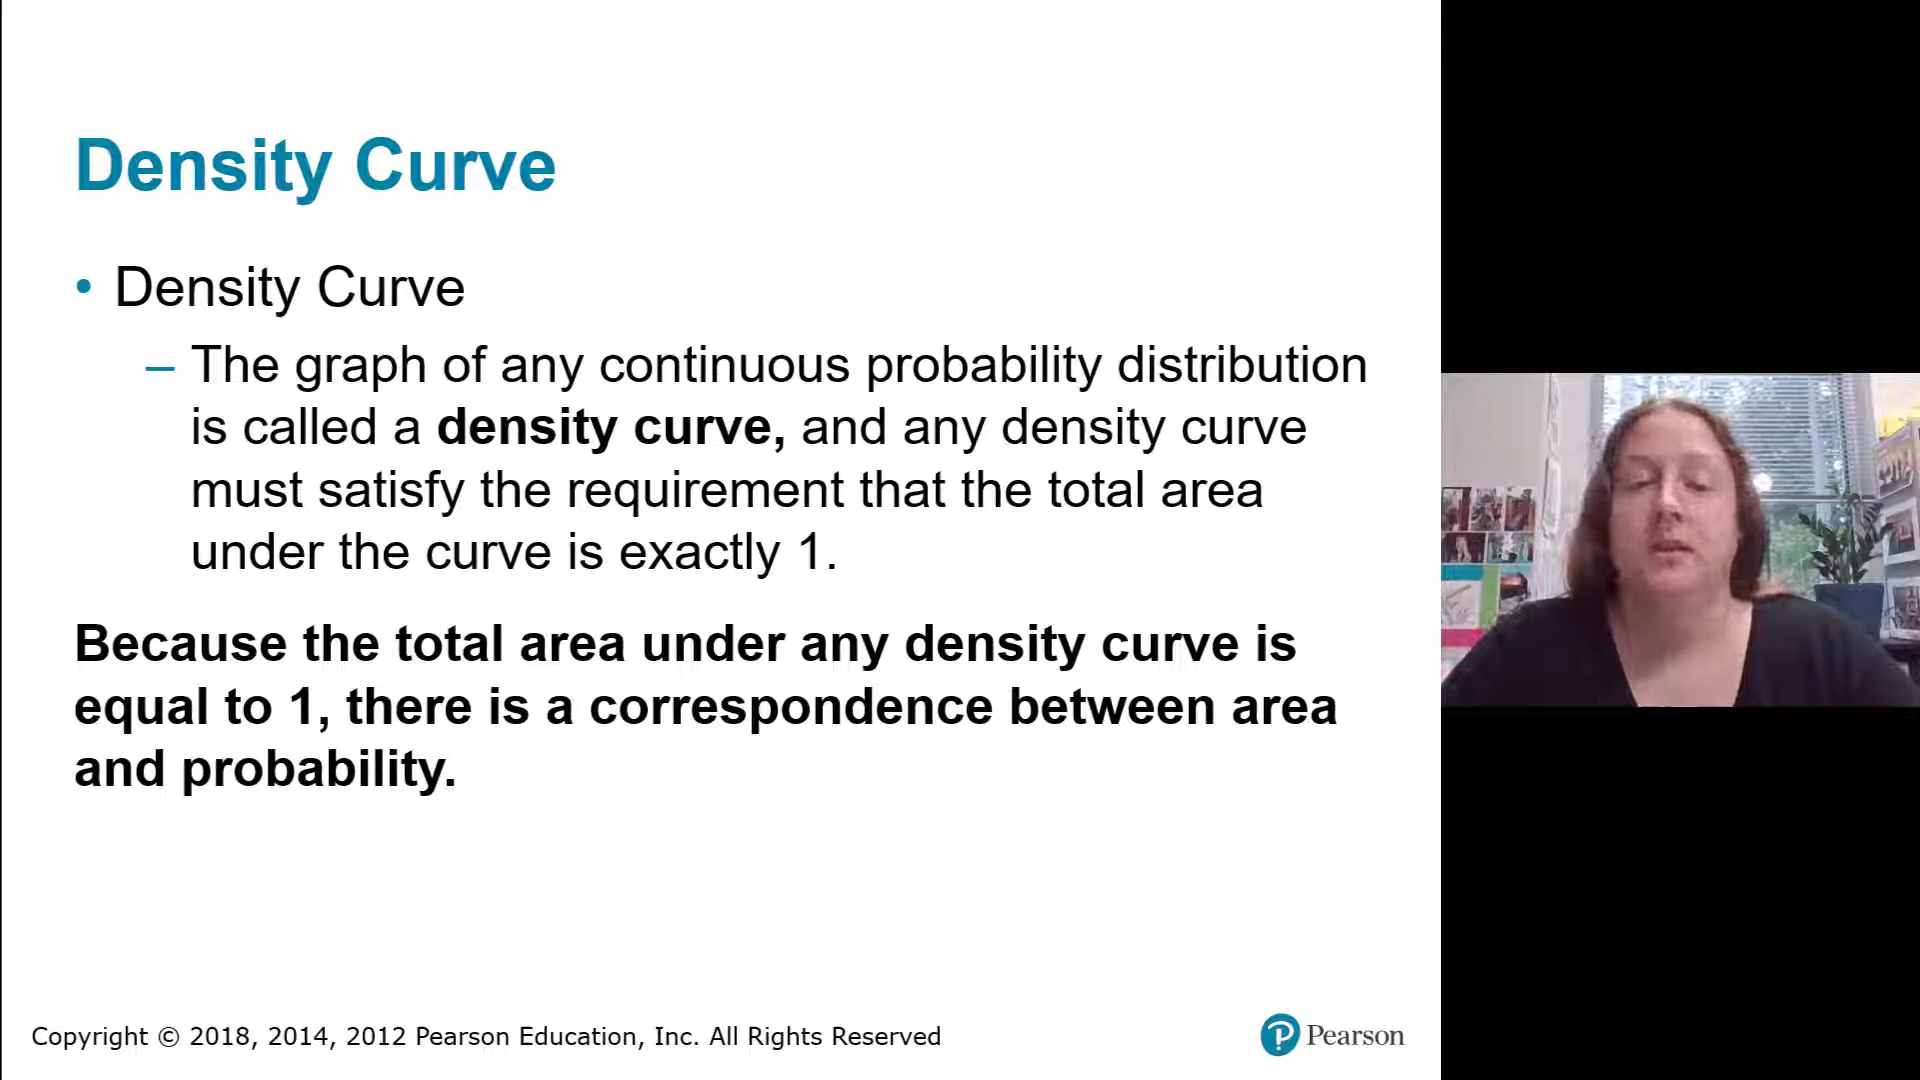 Density Curve
• Density Curve
– The graph of any continuous probability distribution
is called a density curve, and any density curve
must satisfy the requirement that the total area
under the curve is exactly 1.
Because the total area under any density curve is
equal to 1, there is a correspondence between area
and probability.
Copyright © 2018, 2014, 2012 Pearson Education, Inc. All Rights Reserved
Pearson